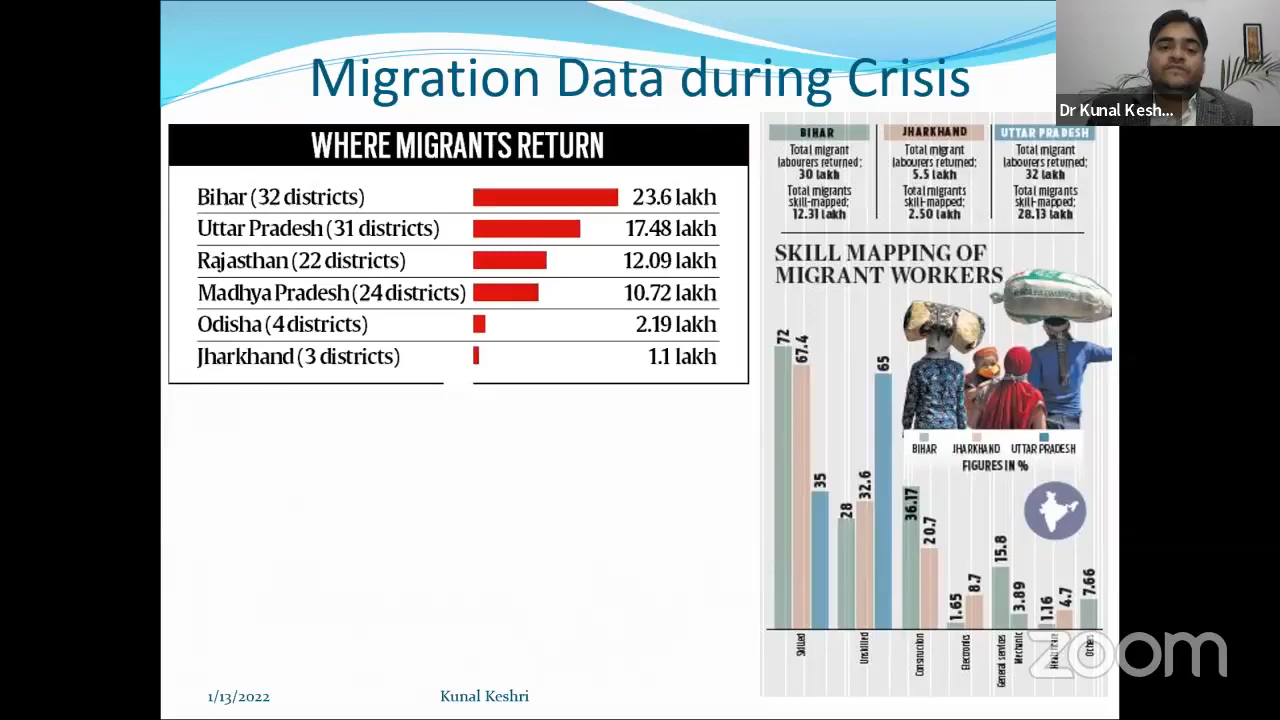 Migration Data during Crisis
Dr Kunal Kesh...
WHERE MIGRANTS RETURN
Bihar (32 districts) 23.6 lakh
Uttar Pradesh (31 districts) 17.48 lakh
Rajasthan (22 districts) 12.09 lakh
Madhya Pradesh (24 districts) 10.72 lakh
Odisha (4 districts) 2.19 lakh
Jharkhand (3 districts) 1.1 lakh
BIHAR
Total migrant
labourers returned:
30 lakh
Total migrants
skill-mapped:
12.31 lakh
JHARKHAND
Total migrant
labourers returned:
5.5 lakh
Total migrants
skill-mapped:
2.50 lakh
UTTAR PRADESH
Total migrant
labourers returned:
32 lakh
Total migrants
skill-mapped:
28.13 lakh
SKILL MAPPING OF
MIGRANT WORKERS
72
67.4
35
28
32.6
65
36.17
20.7
1.65
8.7
15.8
3.89
1.16
4.7
7.66
BIHAR JHARKHAND UTTAR PRADESH
FIGURES IN %
Skilled
Unskilled
Construction
Electronics
General services
Mechanic
Others
zoom
1/13/2022
Kunal Keshri